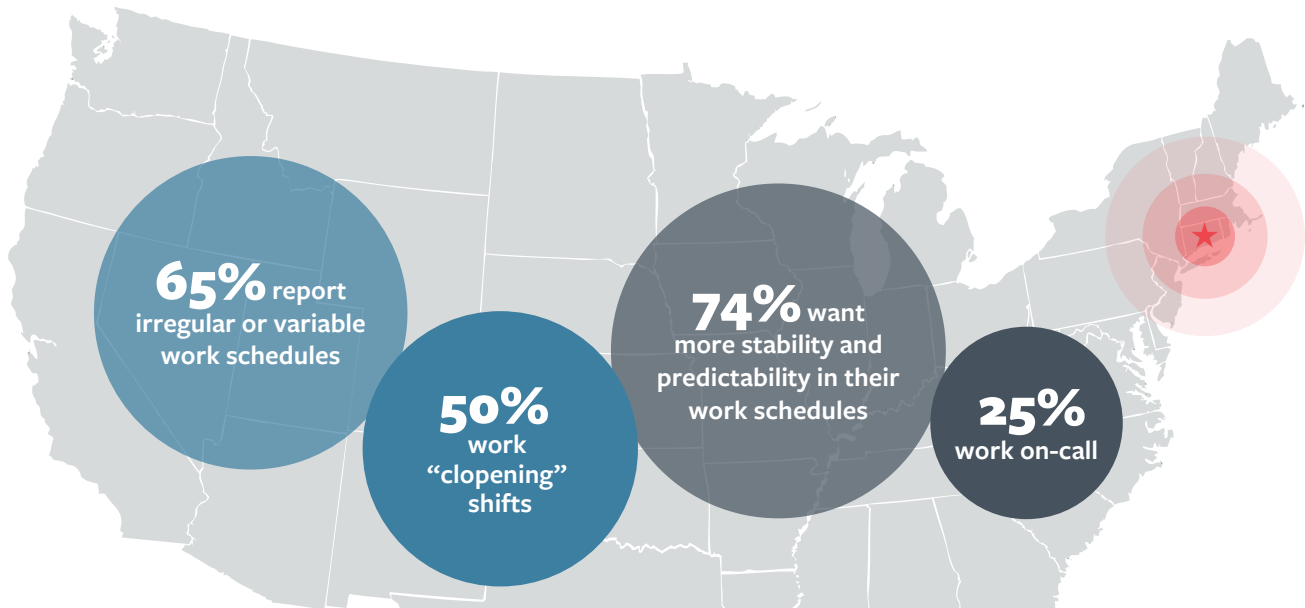 65% report
irregular or variable
work schedules
50%
work
“clopening”
shifts
74% want
more stability and
predictability in their
work schedules
25%
work on-call